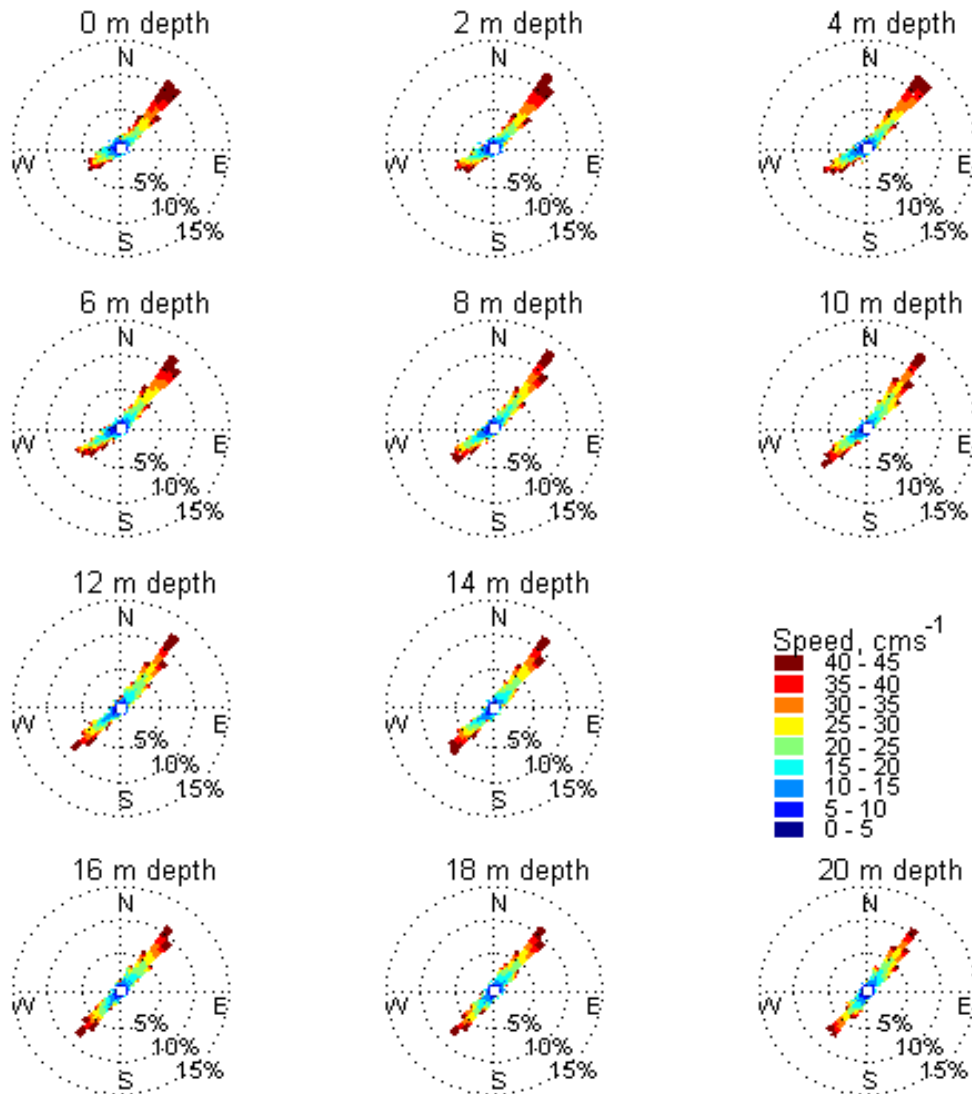 0 m depth
N
W E
5%
10%
S 15%
2 m depth
N
W E
5%
10%
S 15%
4 m depth
N
W E
5%
10%
S 15%
6 m depth
N
W E
5%
10%
S 15%
8 m depth
N
W E
5%
10%
S 15%
10 m depth
N
W E
5%
10%
S 15%
12 m depth
N
W E
5%
10%
S 15%
14 m depth
N
W E
5%
10%
S 15%
Speed, cms⁻¹
40 - 45
35 - 40
30 - 35
25 - 30
20 - 25
15 - 20
10 - 15
5 - 10
0 - 5
16 m depth
N
W E
5%
10%
S 15%
18 m depth
N
W E
5%
10%
S 15%
20 m depth
N
W E
5%
10%
S 15%